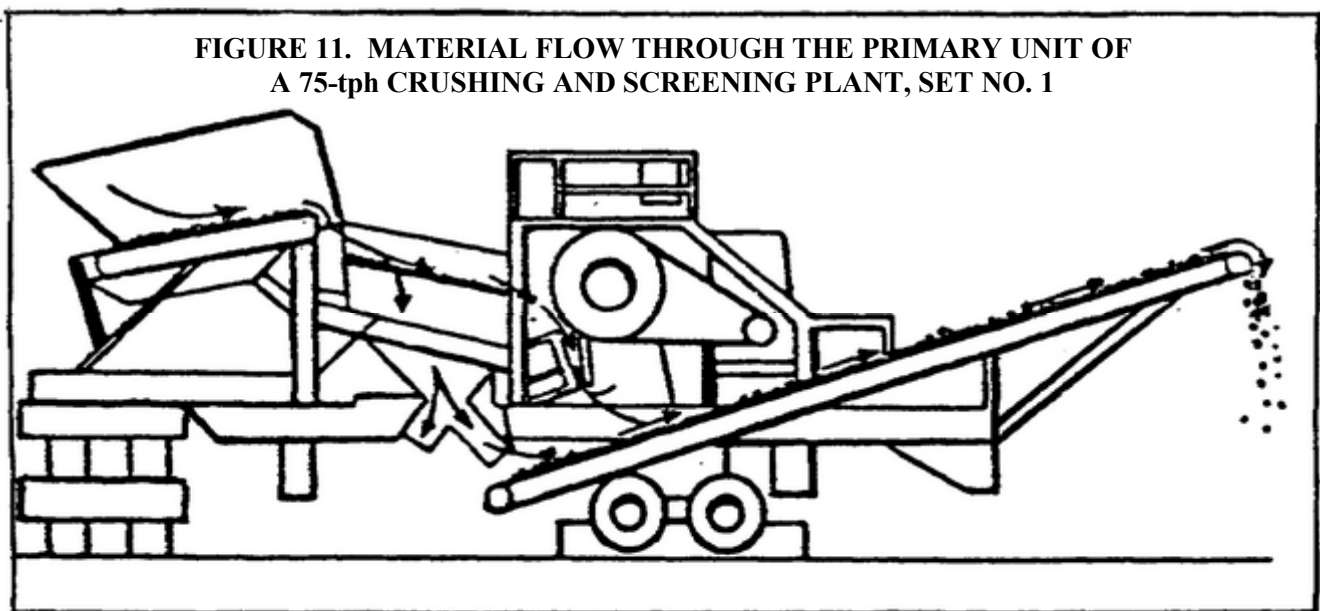 FIGURE 11. MATERIAL FLOW THROUGH THE PRIMARY UNIT OF
A 75-tph CRUSHING AND SCREENING PLANT, SET NO. 1